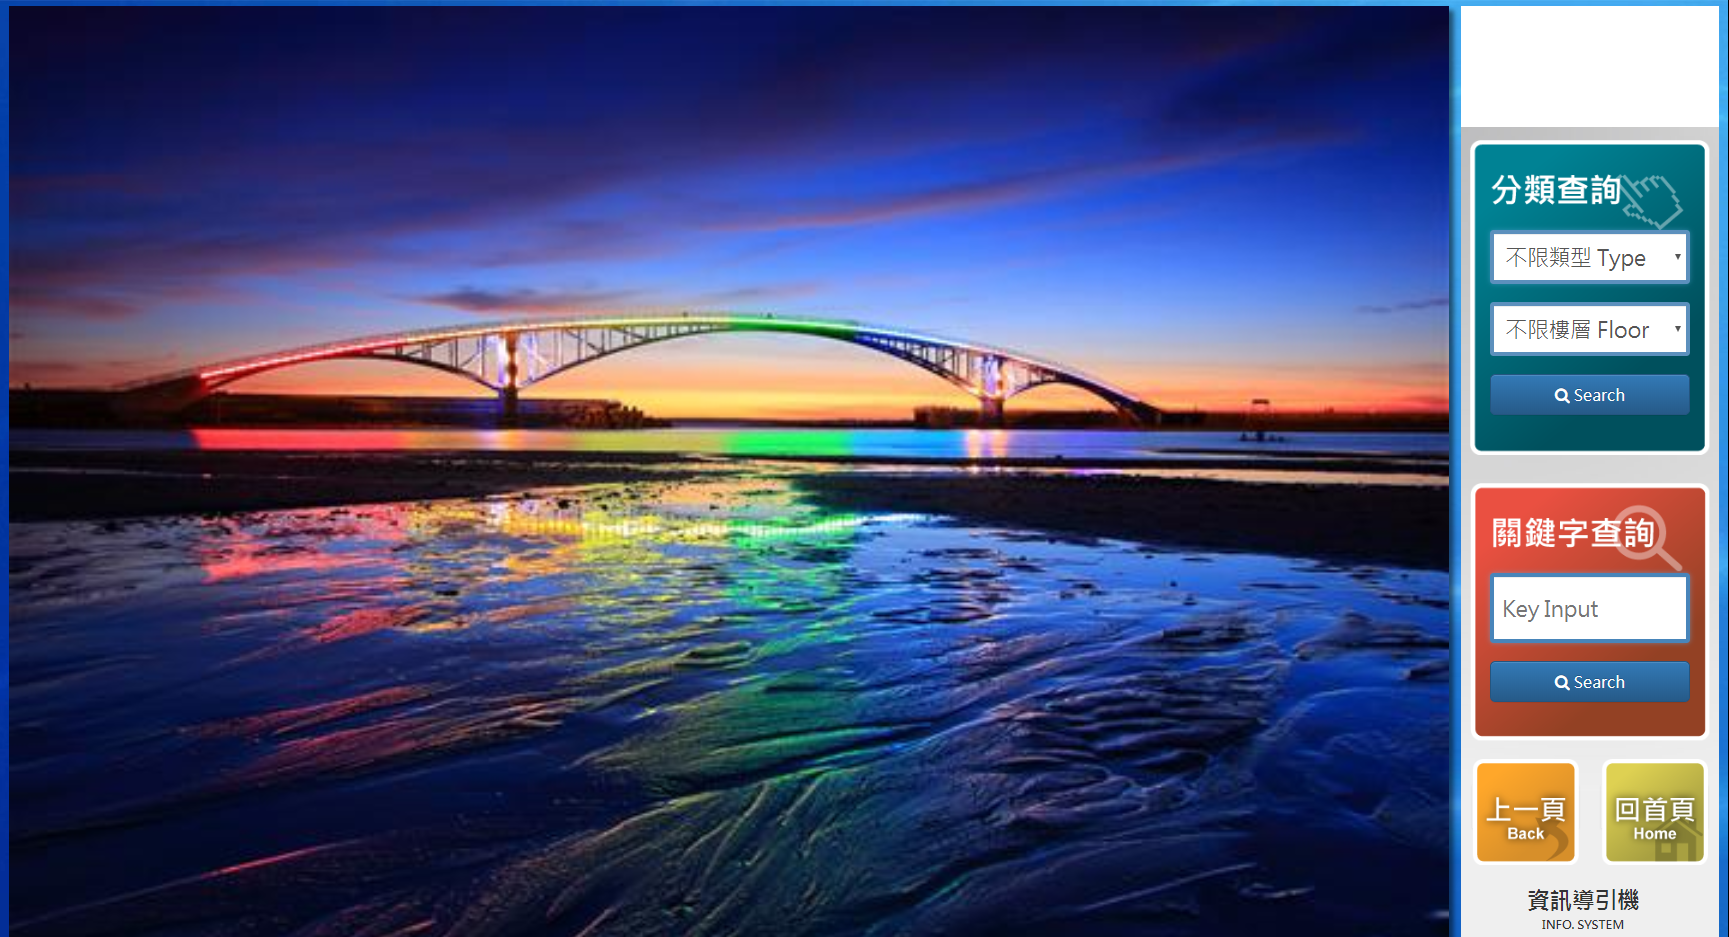 分類查詢
不限類型 Type
不限樓層 Floor
Search
關鍵字查詢
Key Input
Search
上一頁
Back
回首頁
Home
資訊導引機
INFO. SYSTEM